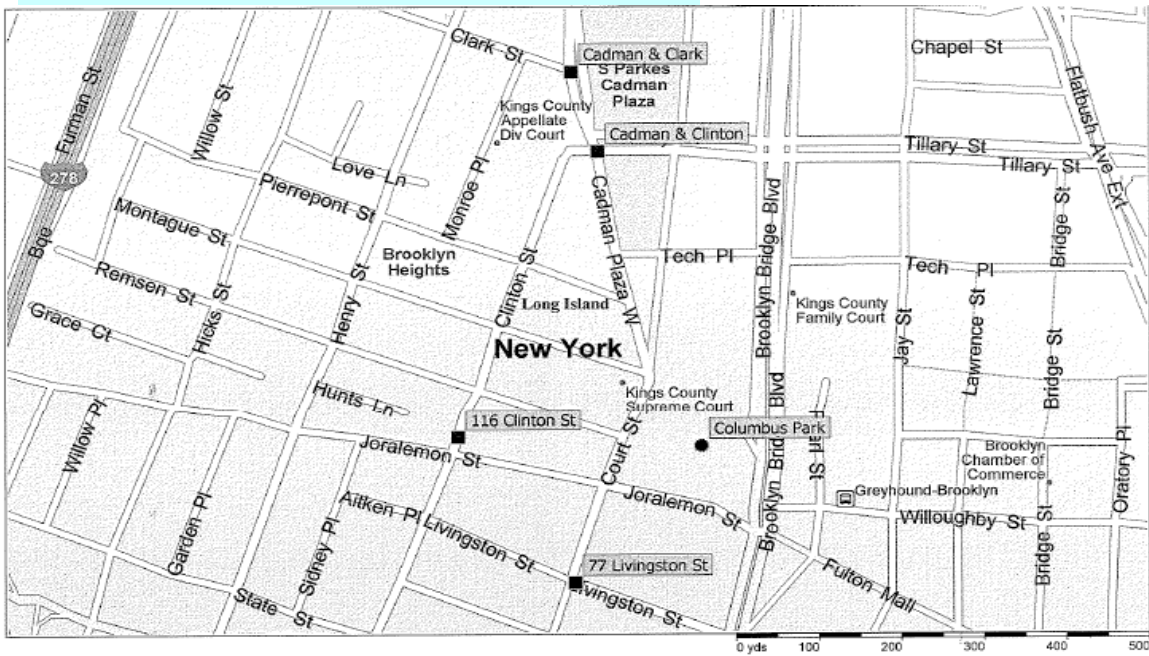 Clark St
Cadman & Clark
S Parkes
Cadman
Plaza
Chapel St
Flatbush Ave Ext
Furman St
278
Bqe
Willow St
Kings County
Appellate
Div Court
Cadman & Clinton
Tillary St
Tillary St
Love Ln
Monroe Pl
Pierrepont St
Montague St
Brooklyn
Heights
Clinton St
Cadman Plaza W
Tech Pl
Brooklyn Bridge Blvd
Tech Pl
Bridge St
Remsen St
Long Island
Kings County
Family Court
Grace Ct
Hicks St
Henry St
New York
Jay St
Lawrence St
Bridge St
Hunts Ln
Kings County
Supreme Court
116 Clinton St
Columbus Park
Brooklyn Bridge Blvd
Willow Pl
Joralemon St
Court St
Brooklyn
Chamber of
Commerce
Oratory Pl
Greyhound-Brooklyn
Garden Pl
Sidney Pl
Aitken Pl
Livingston St
Joralemon St
Willoughby St
Bridge St
77 Livingston St
Livingston St
Fulton Mall
State St
0 yds 100 200 300 400 500